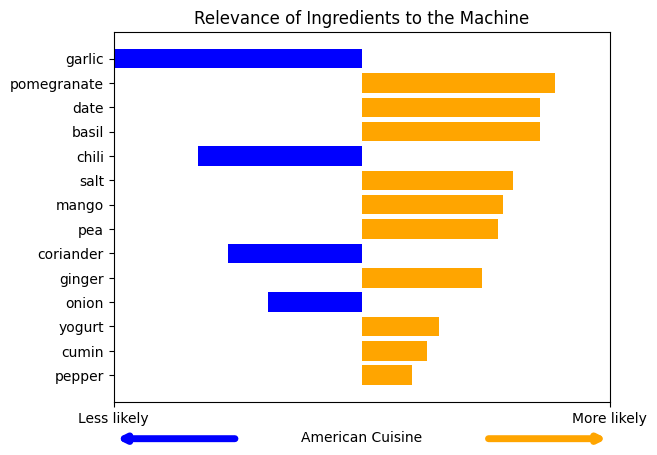 Relevance of Ingredients to the Machine
garlic
pomegranate
date
basil
chili
salt
mango
pea
coriander
ginger
onion
yogurt
cumin
pepper
Less likely
More likely
American Cuisine